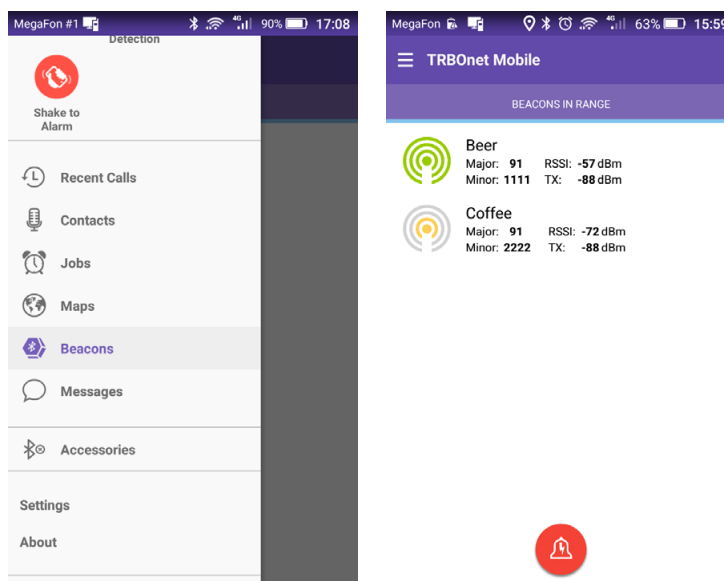 MegaFon #1
4G
90%
17:08
Detection
Shake to
Alarm
Recent Calls
Contacts
Jobs
Maps
Beacons
Messages
Accessories
Settings
About
MegaFon
4G
63%
15:59
TRBOnet Mobile
BEACONS IN RANGE
Beer
Major: 91 RSSI: -57 dBm
Minor: 1111 TX: -88 dBm
Coffee
Major: 91 RSSI: -72 dBm
Minor: 2222 TX: -88 dBm